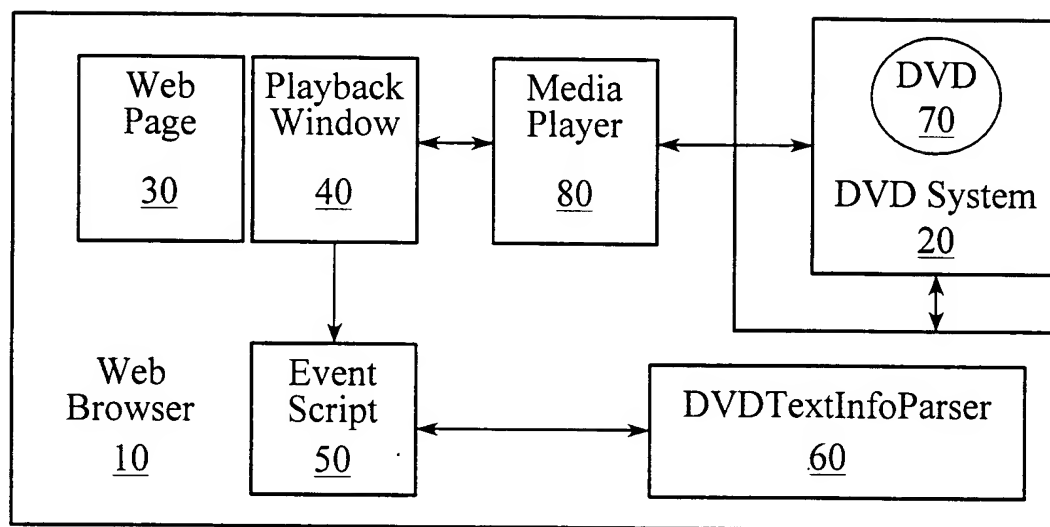 Web
Page
30
Playback
Window
40
Media
Player
80
DVD
70
DVD System
20
Web
Browser
10
Event
Script
50
DVDTextInfoParser
60